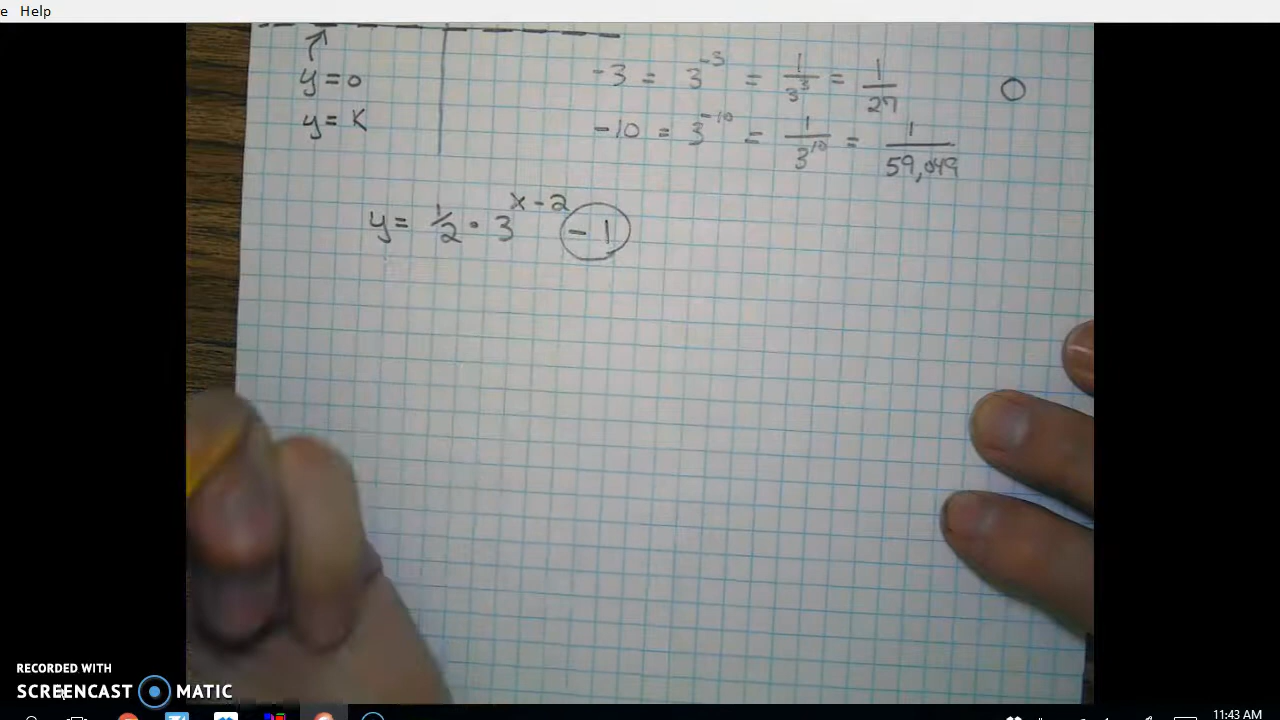 Help
-3 = 3^-3 = 1/3^3 = 1/27
0
y = 0
y = K
-10 = 3^-10 = 1/3^10 = 1/59,049
y = 1/2 · 3^x-2 - 1
RECORDED WITH
SCREENCAST MATIC
11:43 AM